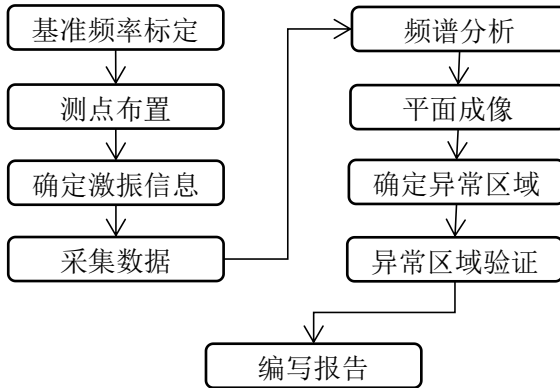 基准频率标定
测点布置
确定激振信息
采集数据
频谱分析
平面成像
确定异常区域
异常区域验证
编写报告